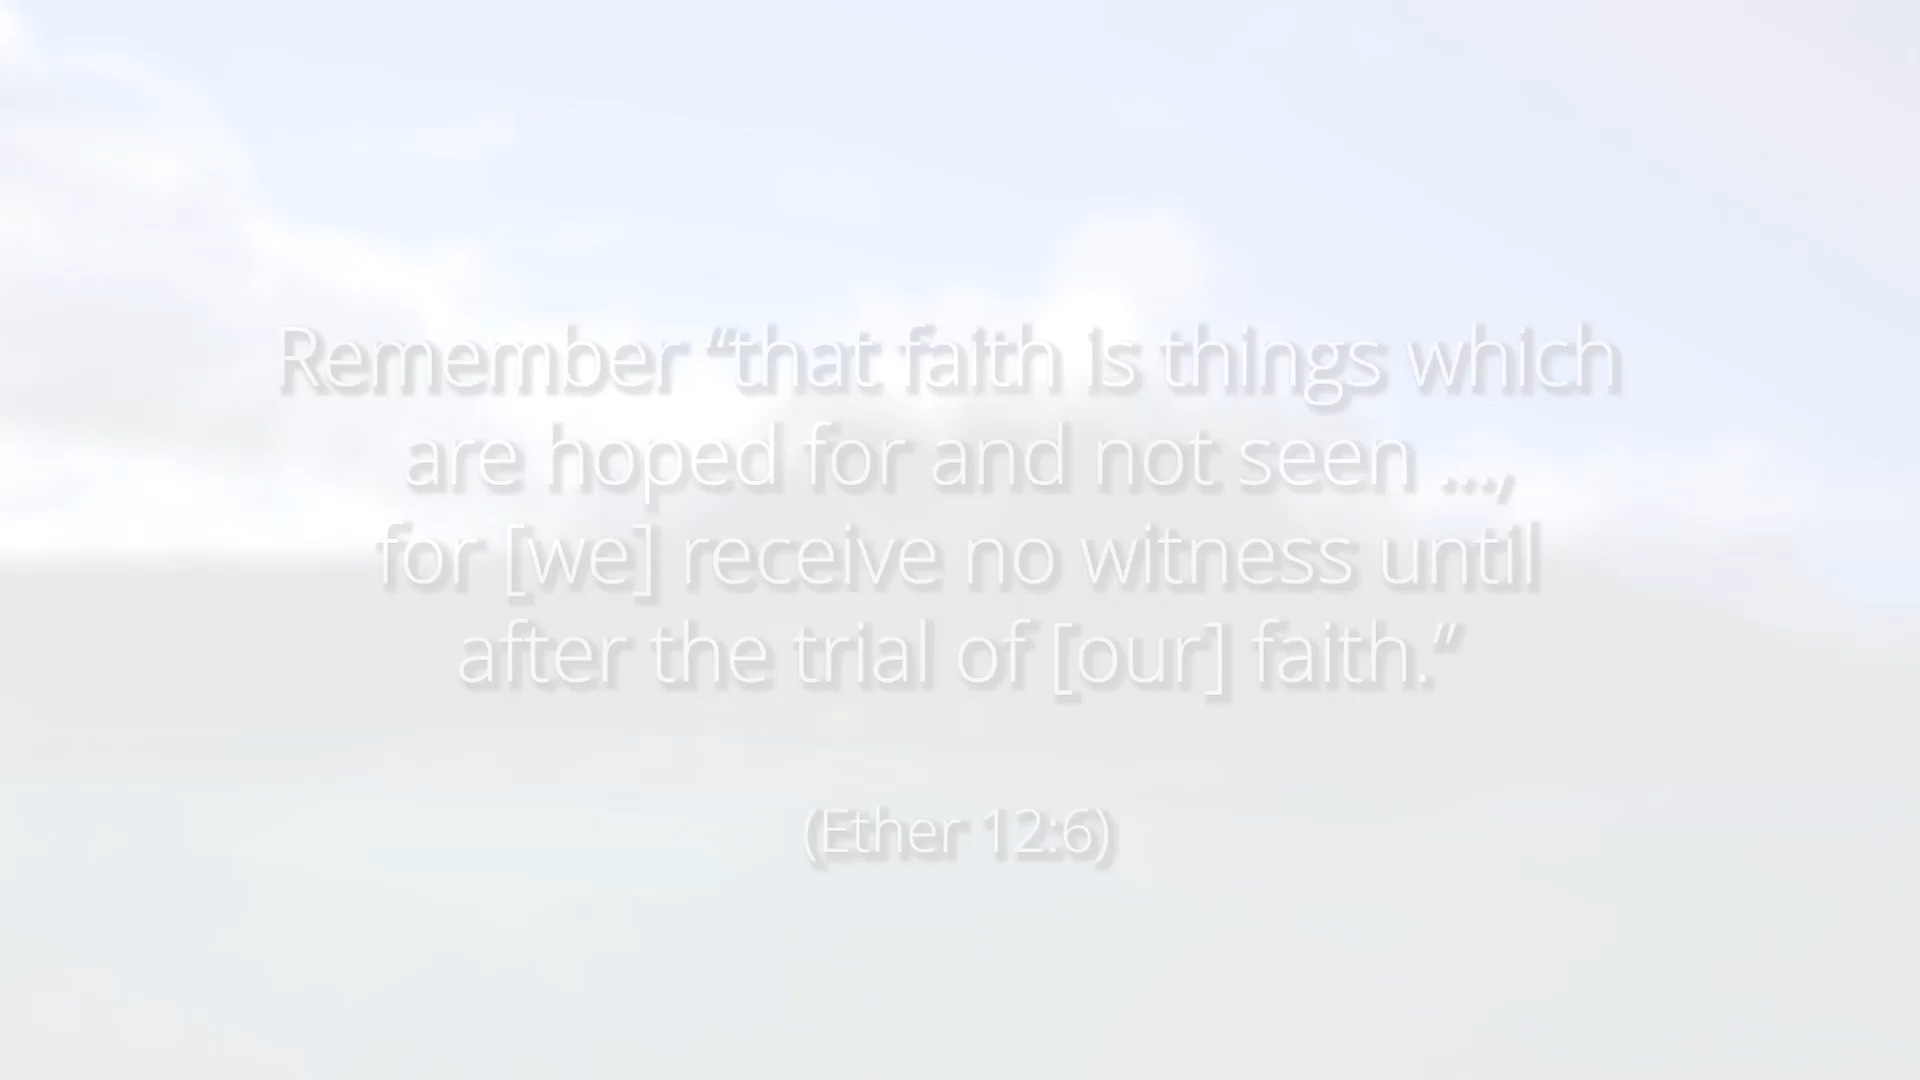 Remember “that faith is things which
are hoped for and not seen ...,
for [we] receive no witness until
after the trial of [our] faith.”
(Ether 12:6)